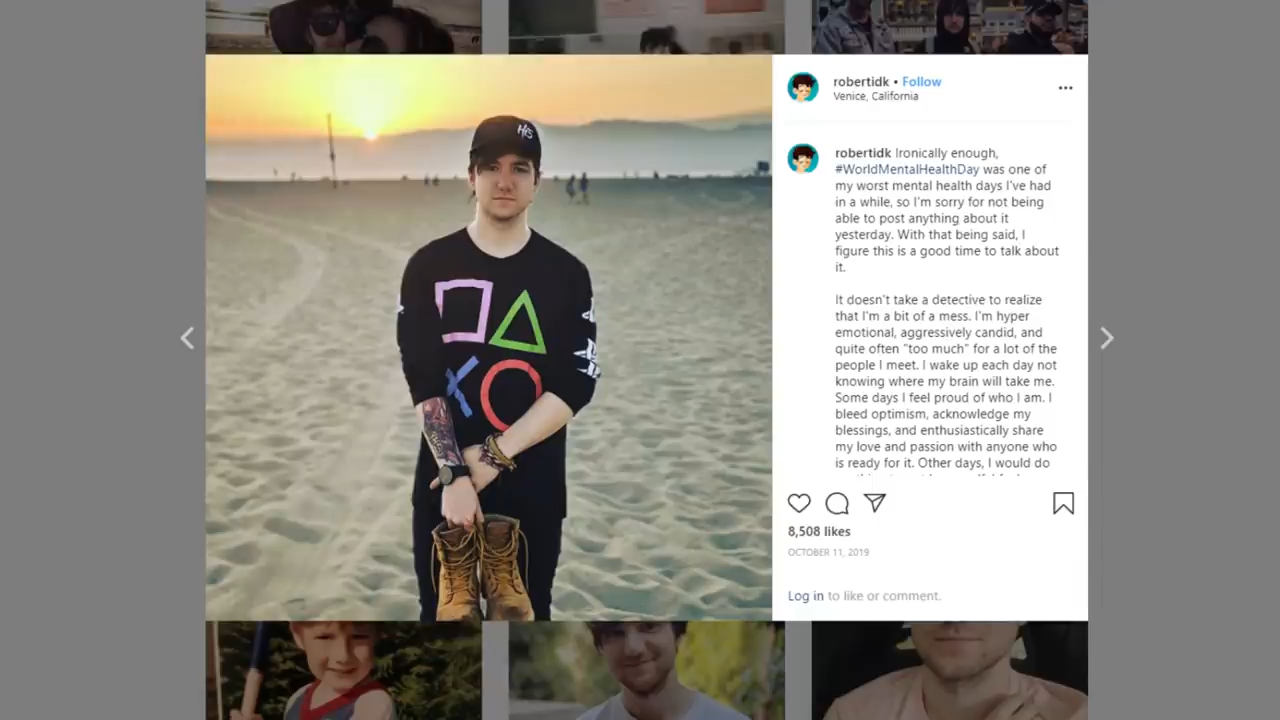 robertidk • Follow
Venice, California
H3
robertidk Ironically enough,
#WorldMentalHealthDay was one of
my worst mental health days I've had
in a while, so I'm sorry for not being
able to post anything about it
yesterday. With that being said, I
figure this is a good time to talk about
it.
It doesn't take a detective to realize
that I'm a bit of a mess. I'm hyper
emotional, aggressively candid, and
quite often "too much" for a lot of the
people I meet. I wake up each day not
knowing where my brain will take me.
Some days I feel proud of who I am. I
bleed optimism, acknowledge my
blessings, and enthusiastically share
my love and passion with anyone who
is ready for it. Other days, I would do
8,508 likes
OCTOBER 11, 2019
Log in to like or comment.